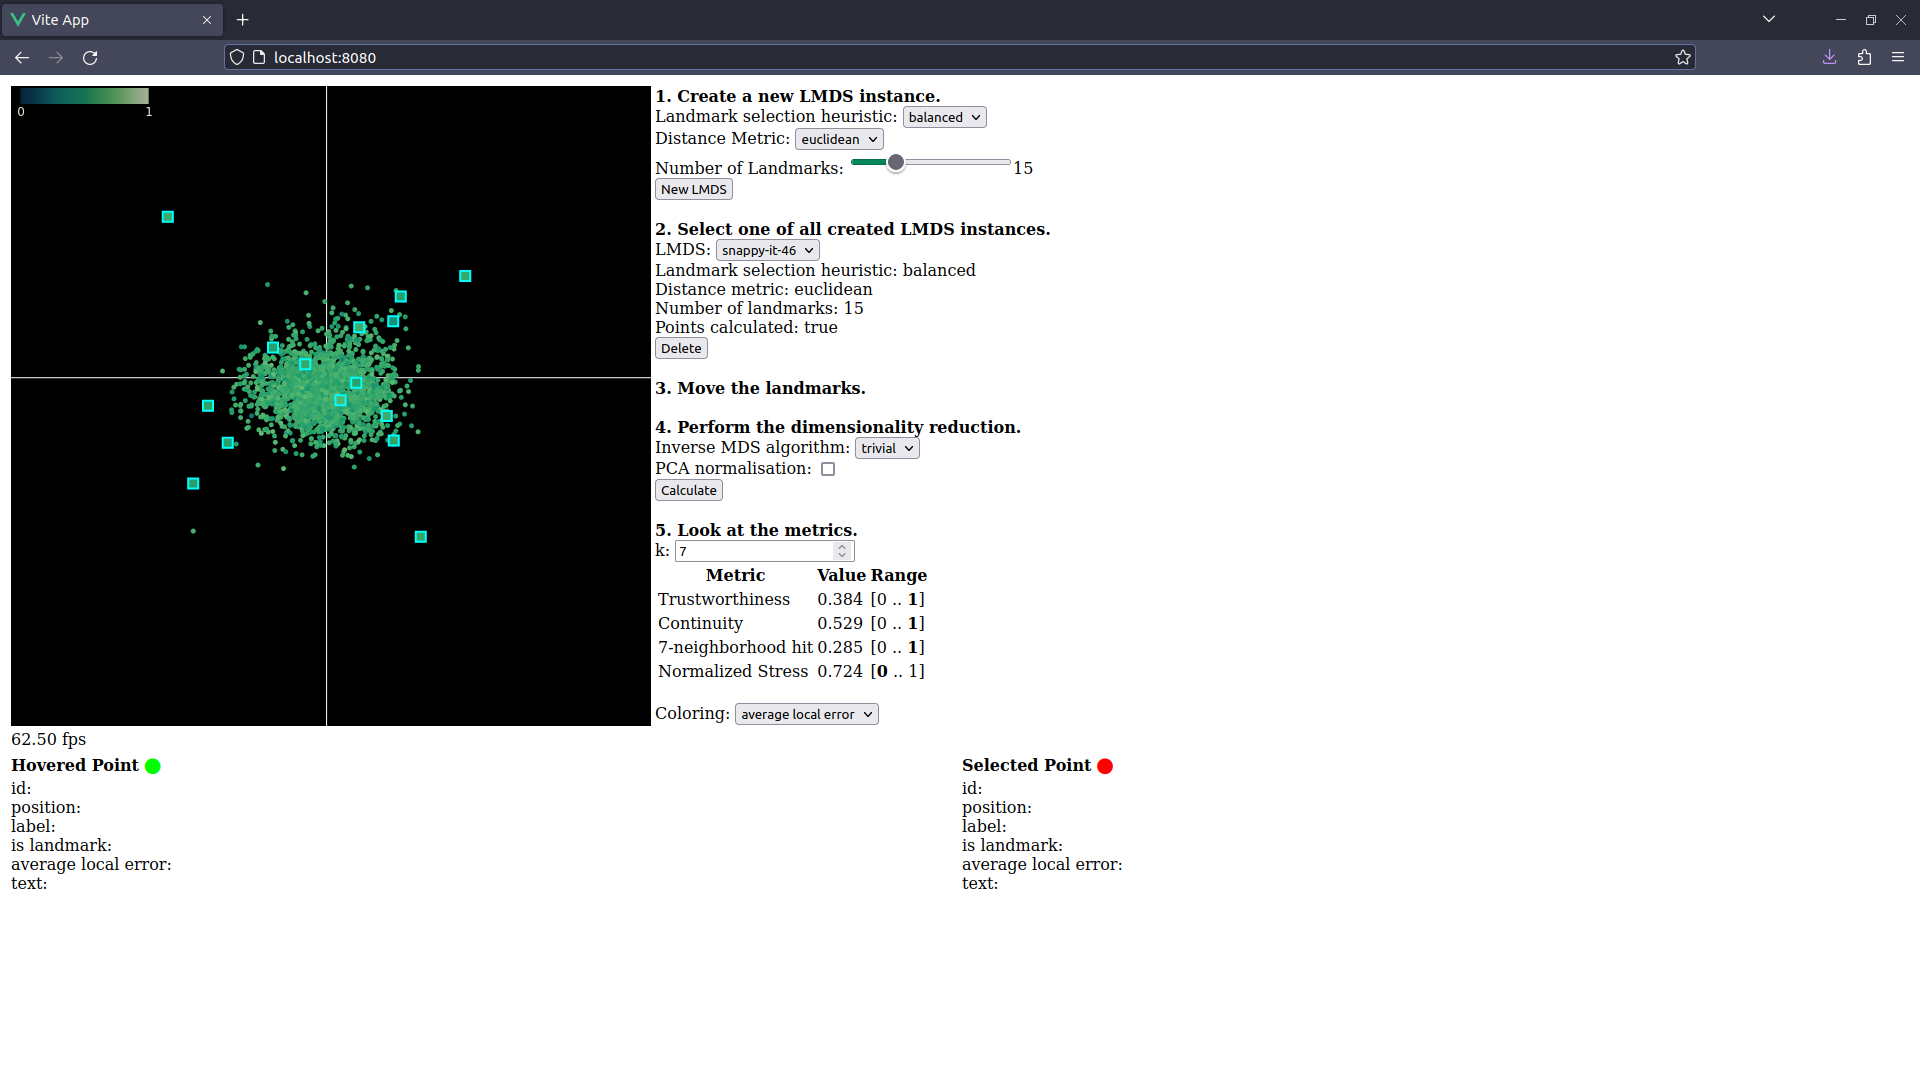 Vite App
localhost:8080
0 1
1. Create a new LMDS instance.
Landmark selection heuristic: balanced
Distance Metric: euclidean
Number of Landmarks: 15
New LMDS
2. Select one of all created LMDS instances.
LMDS: snappy-it-46
Landmark selection heuristic: balanced
Distance metric: euclidean
Number of landmarks: 15
Points calculated: true
Delete
3. Move the landmarks.
4. Perform the dimensionality reduction.
Inverse MDS algorithm: trivial
PCA normalisation:
Calculate
5. Look at the metrics.
k: 7
Metric Value Range
Trustworthiness 0.384 [0 .. 1]
Continuity 0.529 [0 .. 1]
7-neighborhood hit 0.285 [0 .. 1]
Normalized Stress 0.724 [0 .. 1]
Coloring: average local error
62.50 fps
Hovered Point
id:
position:
label:
is landmark:
average local error:
text:
Selected Point
id:
position:
label:
is landmark:
average local error:
text: